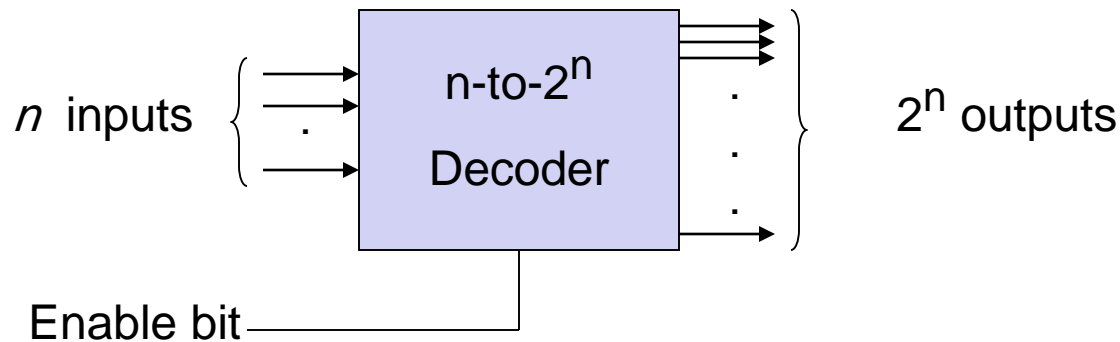 n inputs
n-to-2ⁿ
Decoder
2ⁿ outputs
Enable bit